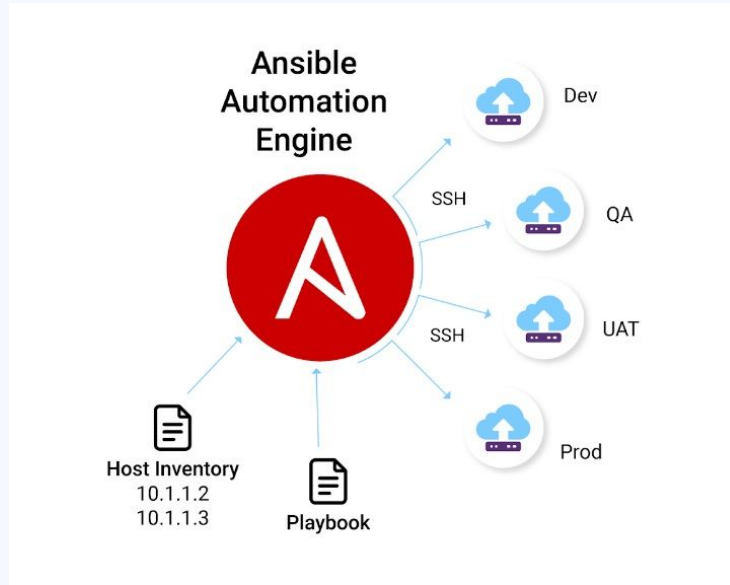 Ansible
Automation
Engine
Dev
SSH
QA
SSH
UAT
Prod
Host Inventory
10.1.1.2
10.1.1.3
Playbook